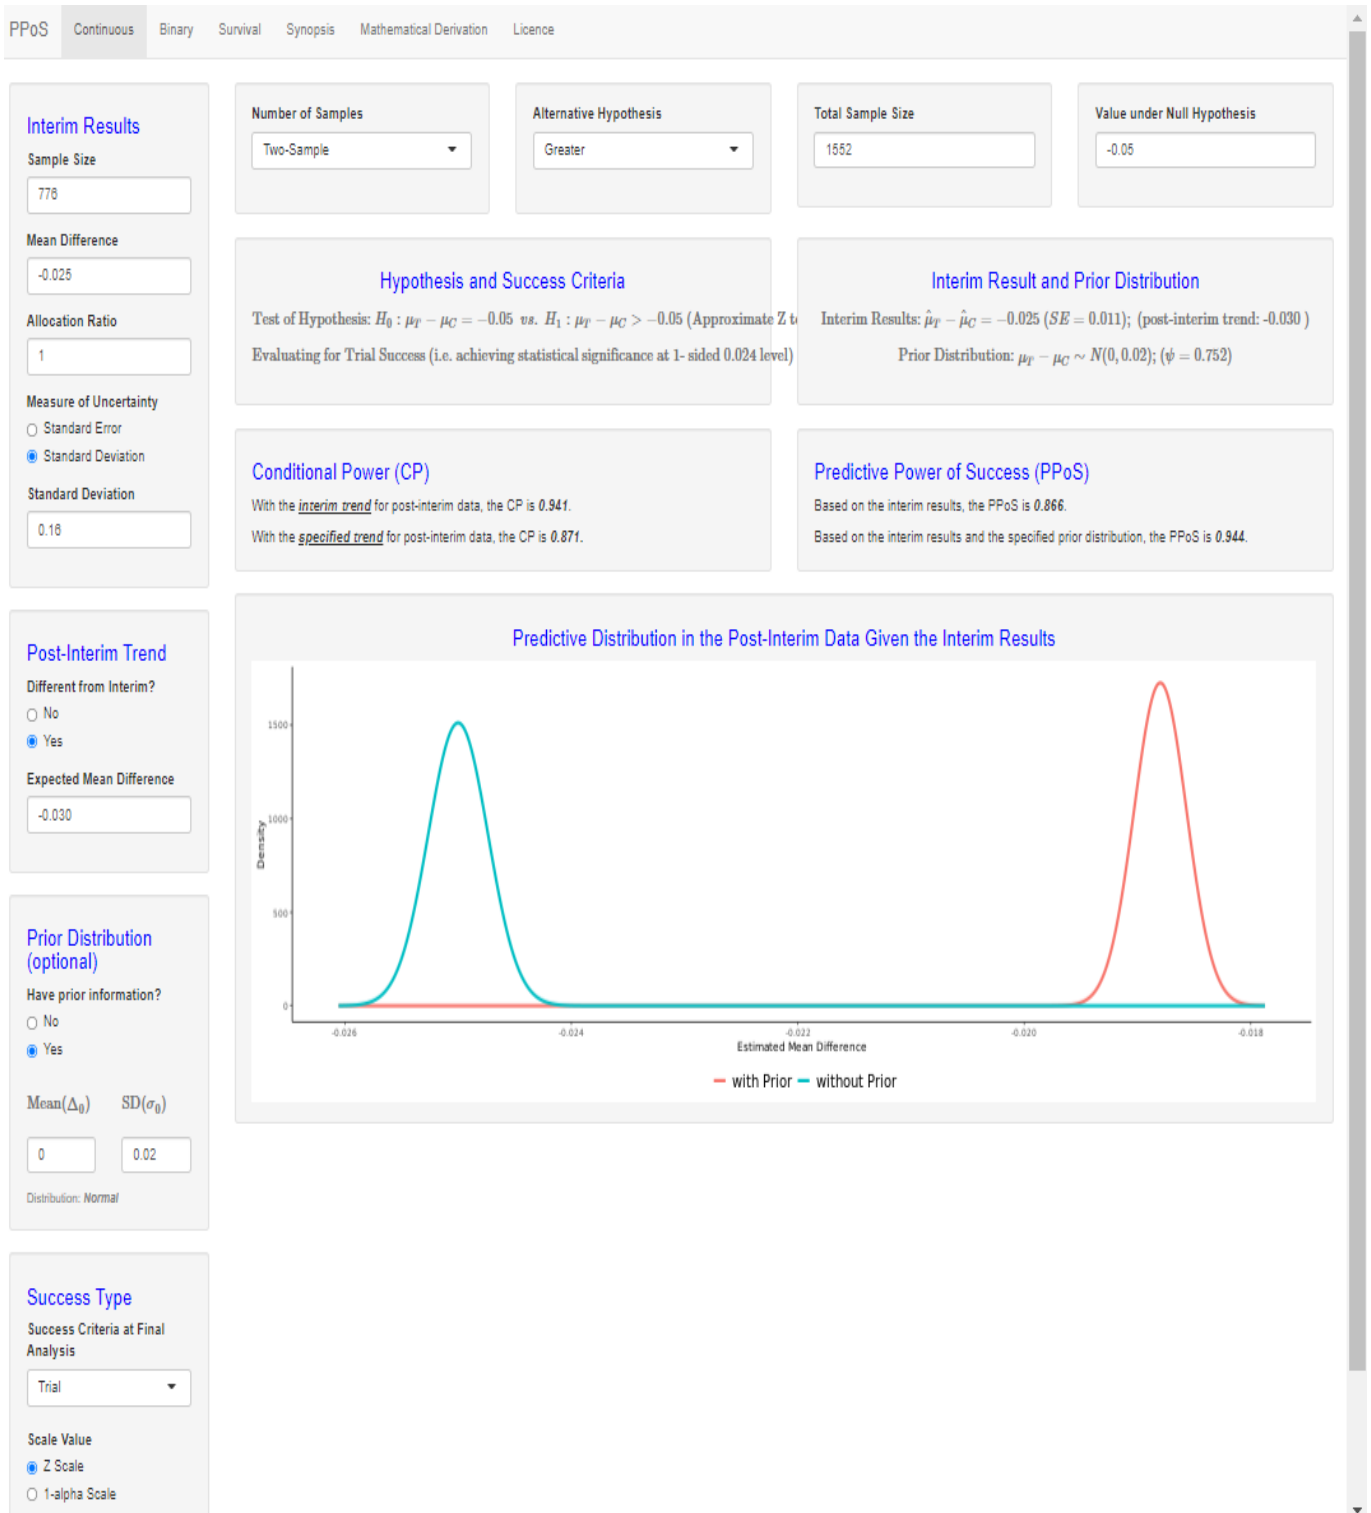 PPoS Continuous Binary Survival Synopsis Mathematical Derivation Licence
Interim Results
Sample Size
776
Mean Difference
-0.025
Allocation Ratio
1
Measure of Uncertainty
Standard Error
Standard Deviation
Standard Deviation
0.16
Post-Interim Trend
Different from Interim?
No
Yes
Expected Mean Difference
-0.030
Prior Distribution
(optional)
Have prior information?
No
Yes
Mean(Δ₀) SD(σ₀)
0 0.02
Distribution: Normal
Success Type
Success Criteria at Final
Analysis
Trial
Scale Value
Z Scale
1-alpha Scale
Number of Samples
Two-Sample
Alternative Hypothesis
Greater
Total Sample Size
1552
Value under Null Hypothesis
-0.05
Hypothesis and Success Criteria
Test of Hypothesis: H₀ : μ_T − μ_C = −0.05 vs. H₁ : μ_T − μ_C > −0.05 (Approximate Z t
Evaluating for Trial Success (i.e. achieving statistical significance at 1- sided 0.024 level)
Interim Result and Prior Distribution
Interim Results: μ̂_T − μ̂_C = −0.025 (SE = 0.011); (post-interim trend: -0.030 )
Prior Distribution: μ_T − μ_C ∼ N(0, 0.02); (ψ = 0.752)
Conditional Power (CP)
With the interim trend for post-interim data, the CP is 0.941.
With the specified trend for post-interim data, the CP is 0.871.
Predictive Power of Success (PPoS)
Based on the interim results, the PPoS is 0.866.
Based on the interim results and the specified prior distribution, the PPoS is 0.944.
Predictive Distribution in the Post-Interim Data Given the Interim Results
Density
1500
1000
500
0
-0.026 -0.024 -0.022 -0.020 -0.018
Estimated Mean Difference
with Prior without Prior